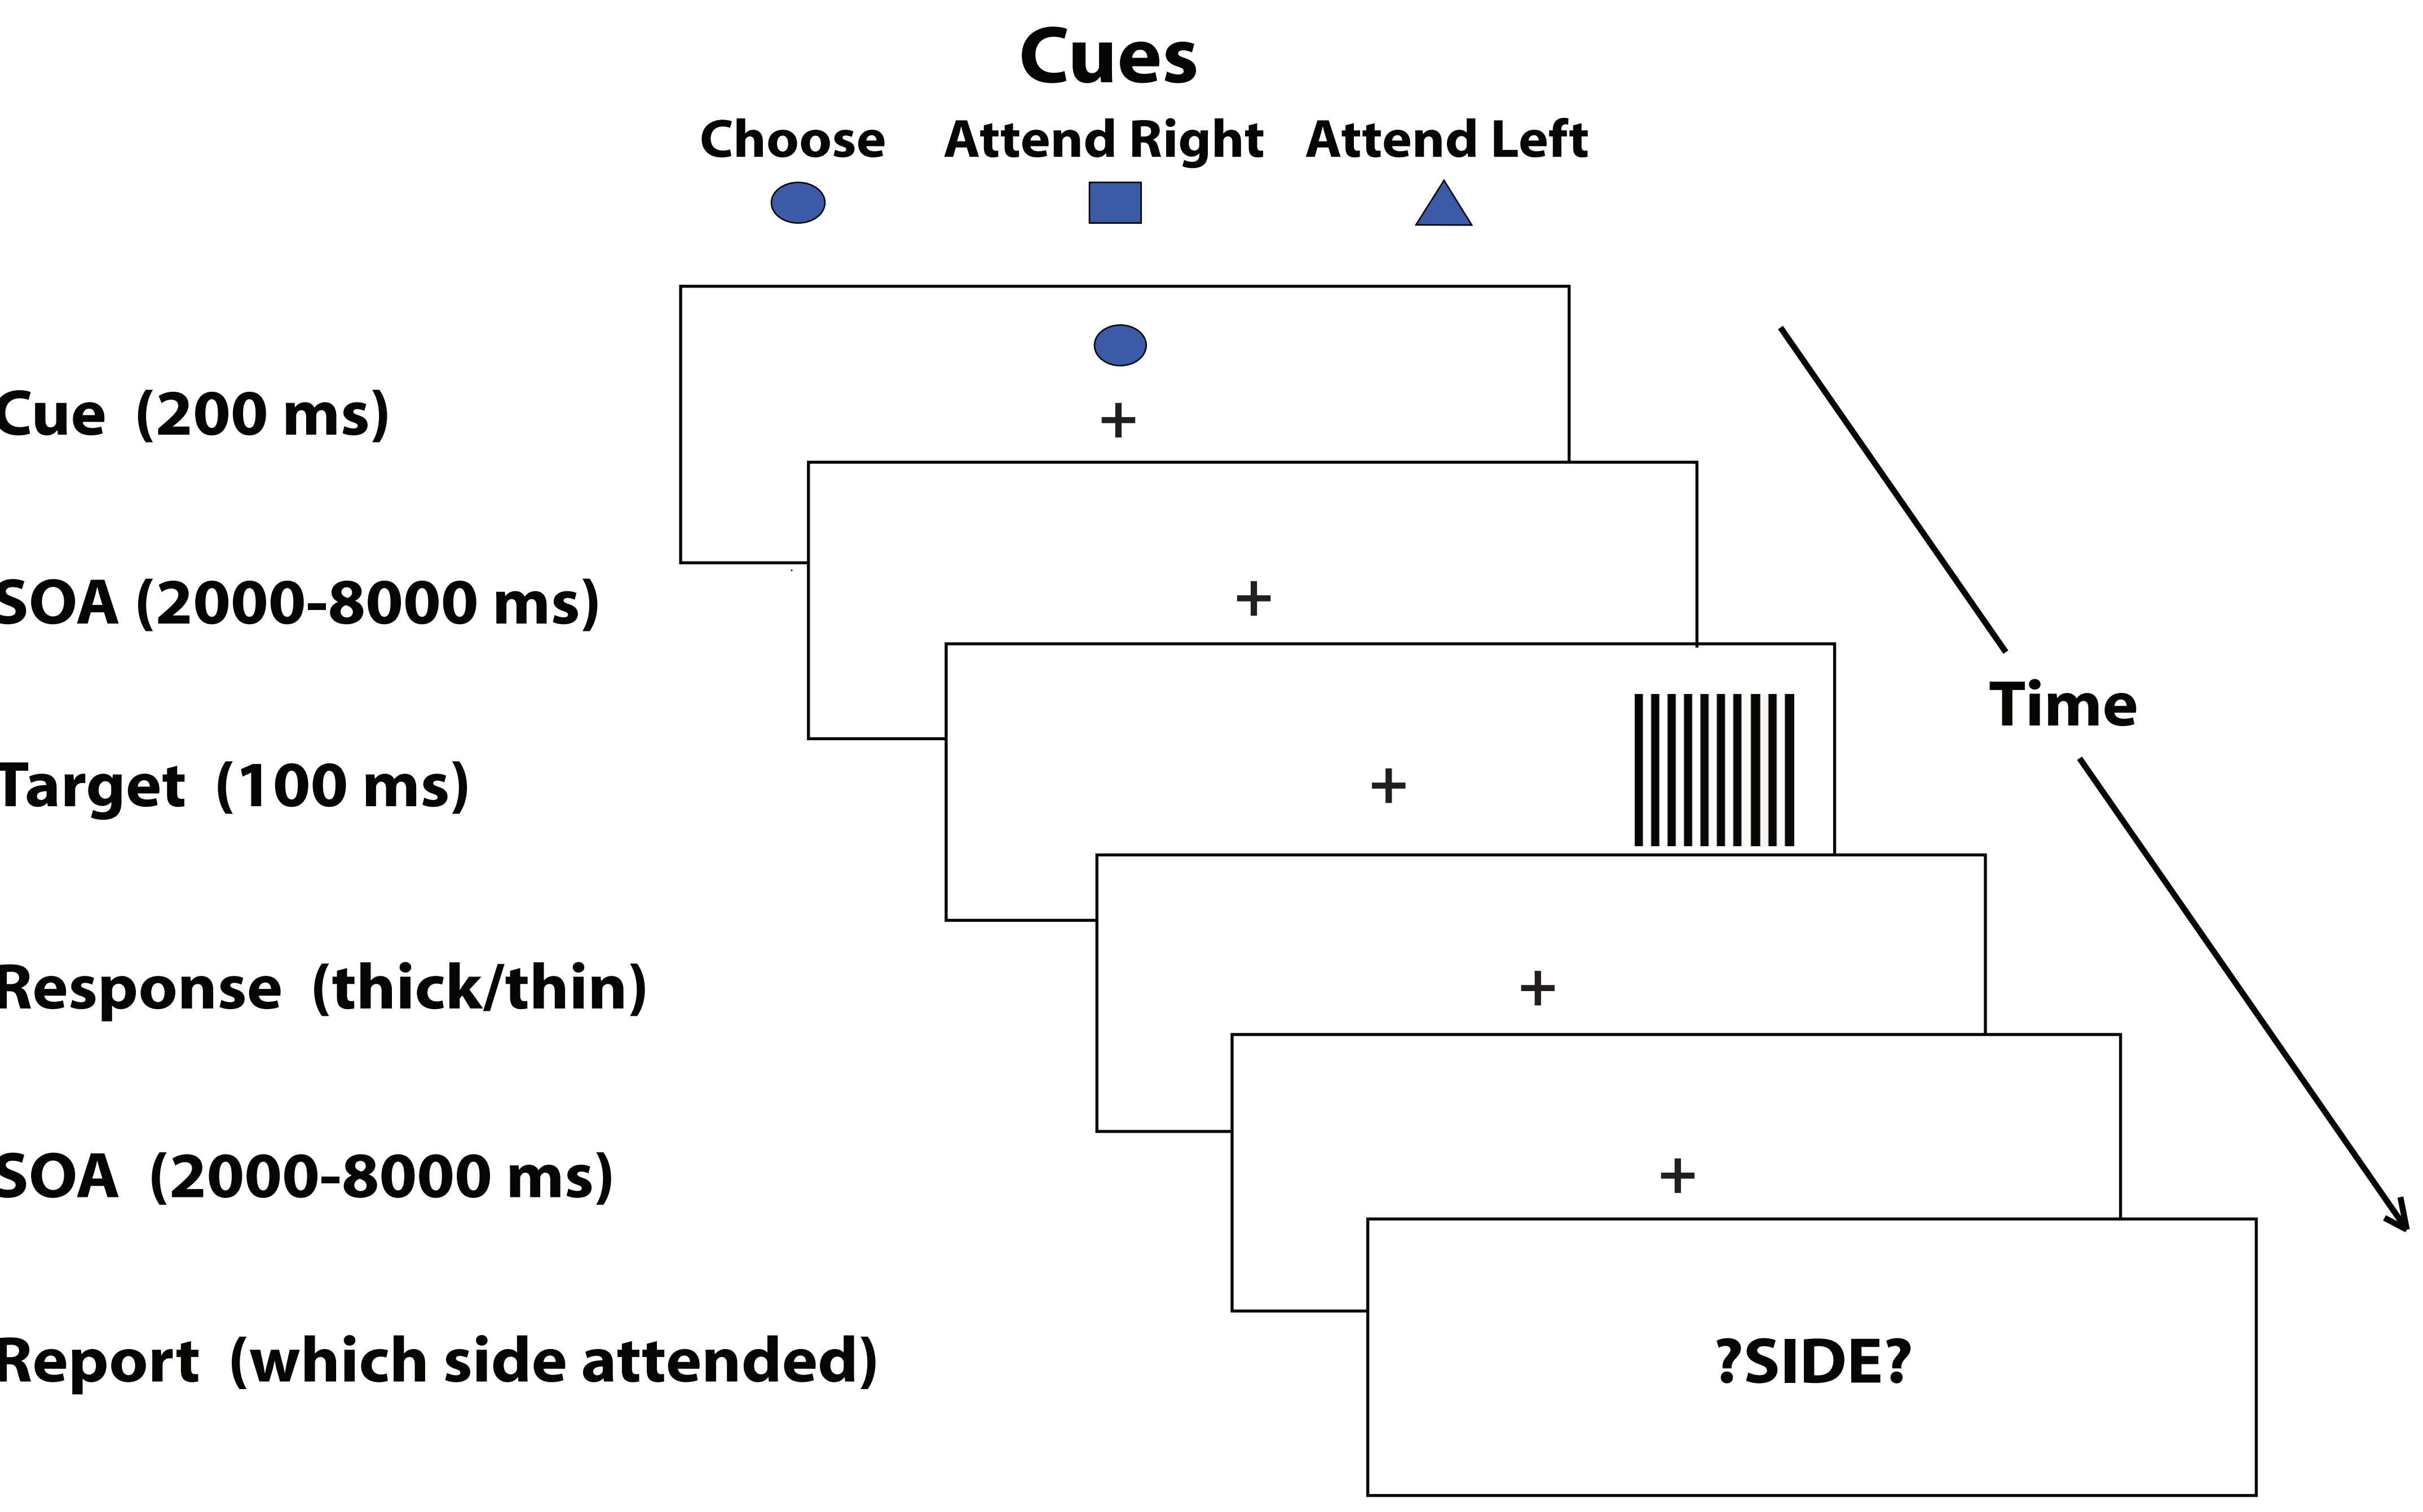 Cues
Choose Attend Right Attend Left
Cue (200 ms)
SOA (2000-8000 ms)
Target (100 ms)
Time
Response (thick/thin)
SOA (2000-8000 ms)
Report (which side attended)
?SIDE?